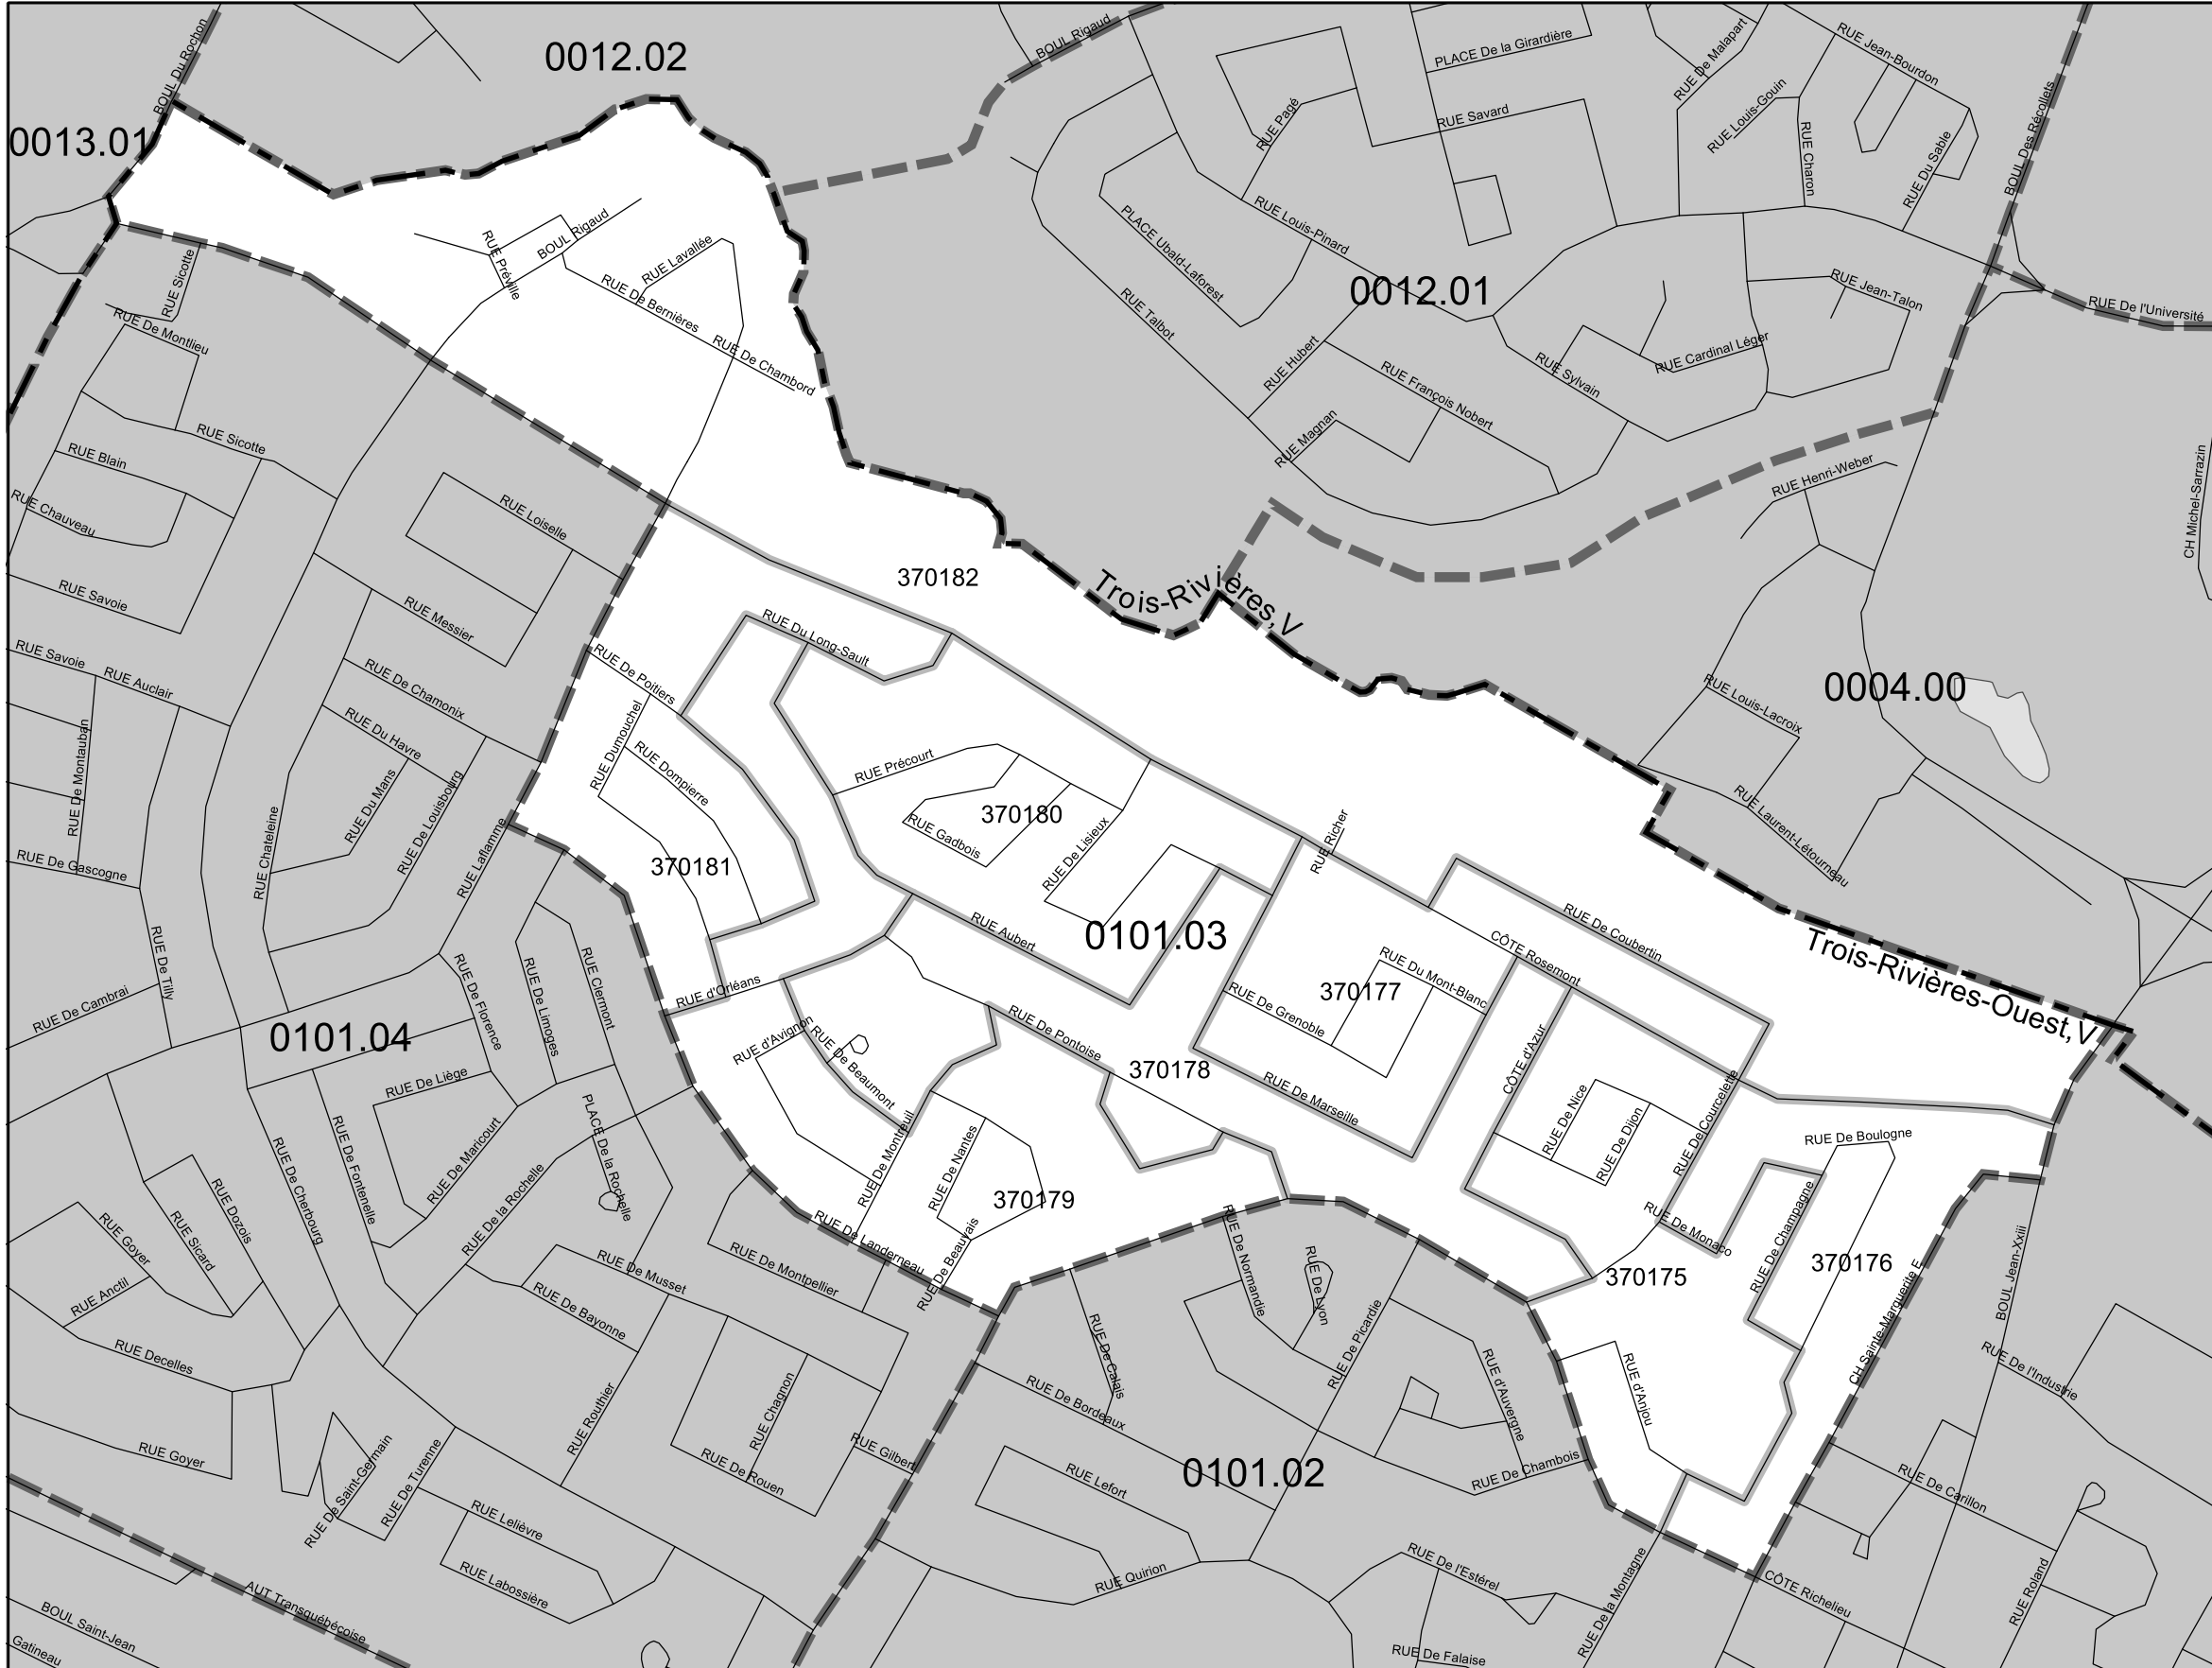 0012.02
BOUL Du Rochon
0013.01
BOUL Rigaud
PLACE De la Girardière
RUE De Malapart
RUE Jean-Bourdon
RUE Louis-Gouin
RUE Charon
RUE Du Sable
BOUL Des Récollets
RUE Savard
RUE Pagé
RUE Louis-Pinard
PLACE Ubald-Laforest
RUE Talbot
0012.01
RUE Jean-Talon
RUE De l'Université
RUE Cardinal Léger
RUE Sylvain
RUE Hubert
RUE François Nobert
RUE Magnan
RUE Henri-Weber
CH Michel-Sarrazin
RUE Préville
BOUL Rigaud
RUE Lavallée
RUE De Bernières
RUE De Chambord
RUE Sicotte
RUE De Montlieu
RUE Sicotte
RUE Blain
RUE Chauveau
RUE Savoie
RUE Loiselle
RUE Messier
RUE Savoie
RUE Auclair
RUE De Chamonix
RUE Du Havre
RUE De Montauban
RUE Du Mans
RUE De Louisbourg
RUE Chateleine
RUE Laflamme
RUE De Gascogne
RUE De Tilly
RUE De Cambrai
370182
Trois-Rivières,V
RUE Du Long-Sault
RUE De Poitiers
RUE Dumouchel
RUE Dompierre
370181
RUE Précourt
370180
RUE Gadbois
RUE De Lisieux
0101.03
RUE Aubert
RUE Richer
0004.00
RUE Louis-Lacroix
RUE Laurent-Létourneau
Trois-Rivières-Ouest,V
RUE De Coubertin
CÔTE Rosemont
RUE Du Mont-Blanc
370177
RUE De Grenoble
RUE De Marseille
CÔTE d'Azur
RUE De Nice
RUE De Dijon
RUE De Courcelette
RUE De Boulogne
RUE De Monaco
RUE De Champagne
370176
370175
RUE d'Anjou
CH Sainte-Marguerite E
BOUL Jean-Xxiii
RUE De l'Industrie
RUE De Carillon
RUE Roland
CÔTE Richelieu
RUE De la Montagne
RUE d'Orléans
RUE d'Avignon
RUE De Beaumont
RUE De Pontoise
370178
RUE De Montreuil
RUE De Nantes
370179
RUE De Beauvais
RUE De Landerneau
0101.04
RUE De Florence
RUE De Limoges
RUE Clermont
RUE De Liège
RUE De Maricourt
RUE De Fontenelle
RUE De Cherbourg
PLACE De la Rochelle
RUE De la Rochelle
RUE Dozois
RUE Sicard
RUE Goyer
RUE Anctil
RUE Decelles
RUE Goyer
RUE De Musset
RUE De Bayonne
RUE De Montpellier
RUE Routhier
RUE Chagnon
RUE De Rouen
RUE Gilbert
RUE De Saint-Germain
RUE De Turenne
RUE Lelièvre
RUE Labossière
AUT Transquébécoise
BOUL Saint-Jean
Gatineau
RUE De Normandie
RUE De Lyon
RUE De Picardie
RUE De Calais
RUE De Bordeaux
RUE d'Auvergne
RUE De Chambois
0101.02
RUE Lefort
RUE Quirion
RUE De l'Estérel
RUE De Falaise